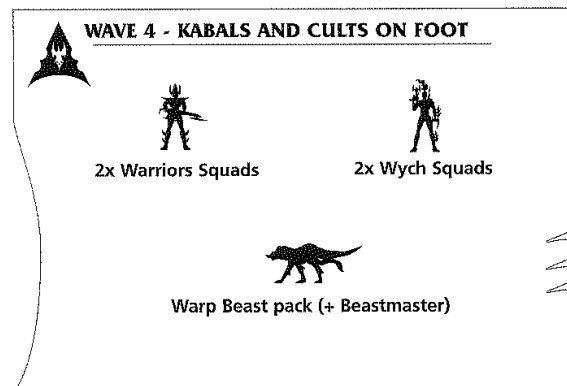 WAVE 4 - KABALS AND CULTS ON FOOT
2x Warriors Squads
2x Wych Squads
Warp Beast pack (+ Beastmaster)